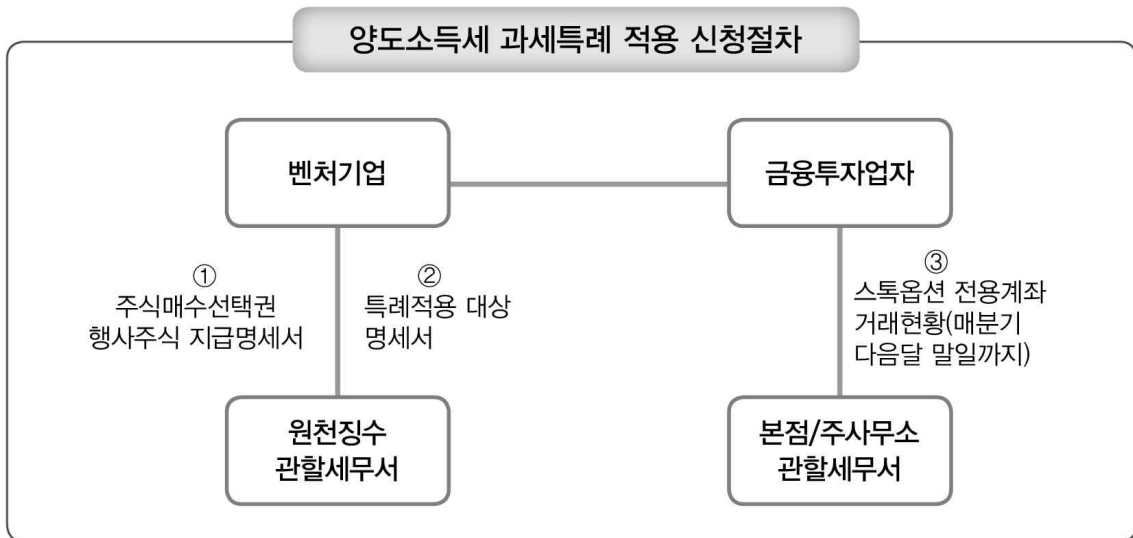 양도소득세 과세특례 적용 신청절차
벤처기업
금융투자업자
①
주식매수선택권
행사주식 지급명세서
②
특례적용 대상
명세서
③
스톡옵션 전용계좌
거래현황(매분기
다음달 말일까지)
원천징수
관할세무서
본점/주사무소
관할세무서